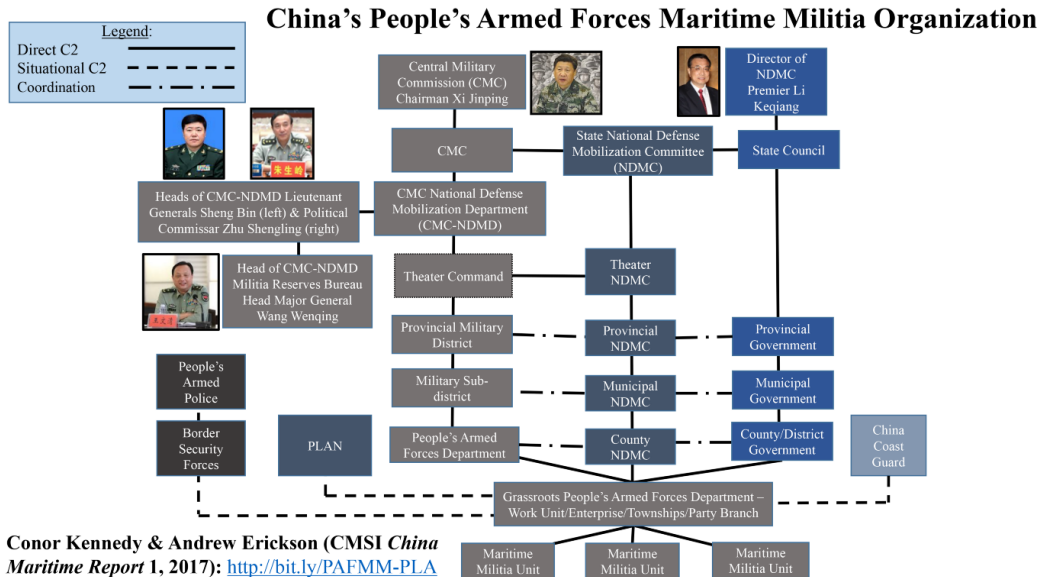 China's People's Armed Forces Maritime Militia Organization
Legend:
Direct C2
Situational C2
Coordination
Central Military
Commission (CMC)
Chairman Xi Jinping
Director of
NDMC
Premier Li
Keqiang
CMC
State National Defense
Mobilization Committee
(NDMC)
State Council
朱生岭
Heads of CMC-NDMD Lieutenant
Generals Sheng Bin (left) & Political
Commissar Zhu Shengling (right)
CMC National Defense
Mobilization Department
(CMC-NDMD)
Head of CMC-NDMD
Militia Reserves Bureau
Head Major General
Wang Wenqing
Theater Command
Theater
NDMC
Provincial Military
District
Provincial
NDMC
Provincial
Government
People's
Armed
Police
Military Sub-
district
Municipal
NDMC
Municipal
Government
Border
Security
Forces
PLAN
People's Armed
Forces Department
County
NDMC
County/District
Government
China
Coast
Guard
Grassroots People's Armed Forces Department –
Work Unit/Enterprise/Townships/Party Branch
Maritime
Militia Unit
Maritime
Militia Unit
Maritime
Militia Unit
Conor Kennedy & Andrew Erickson (CMSI China
Maritime Report 1, 2017): http://bit.ly/PAFMM-PLA